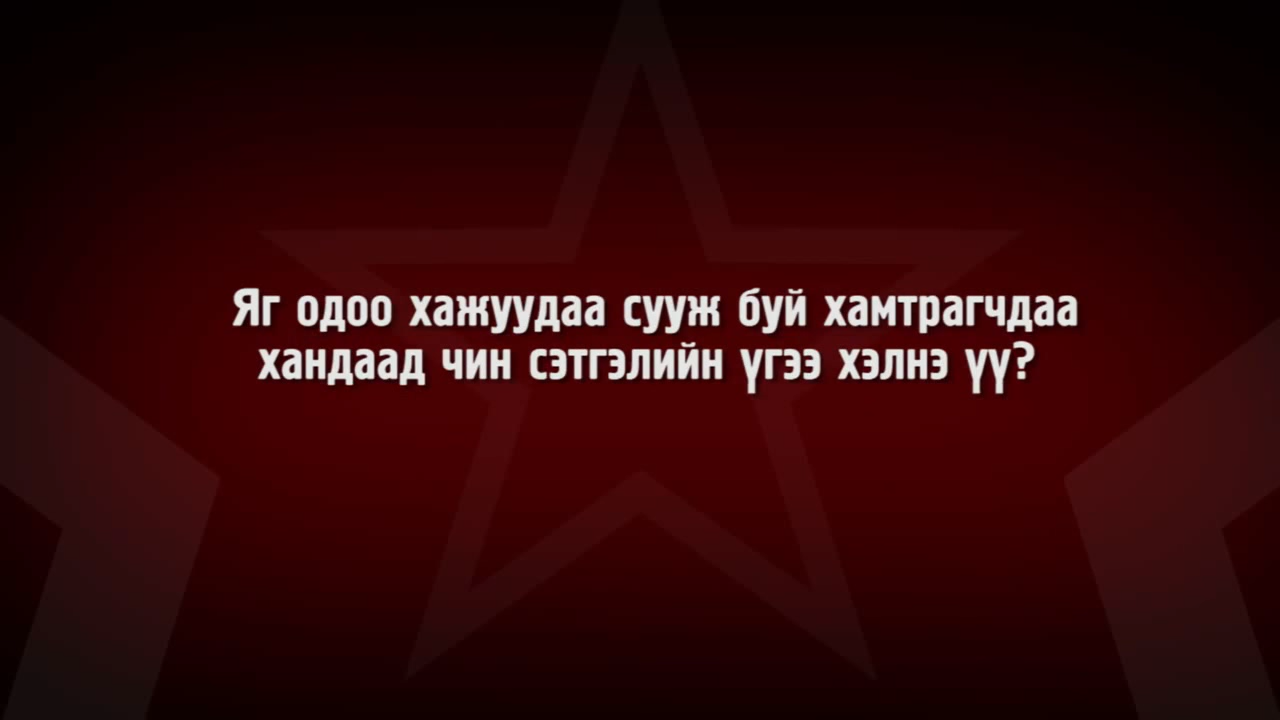 Яг одоо хажуудаа сууж буй хамтрагчдаа
хандаад чин сэтгэлийн үгээ хэлнэ үү?